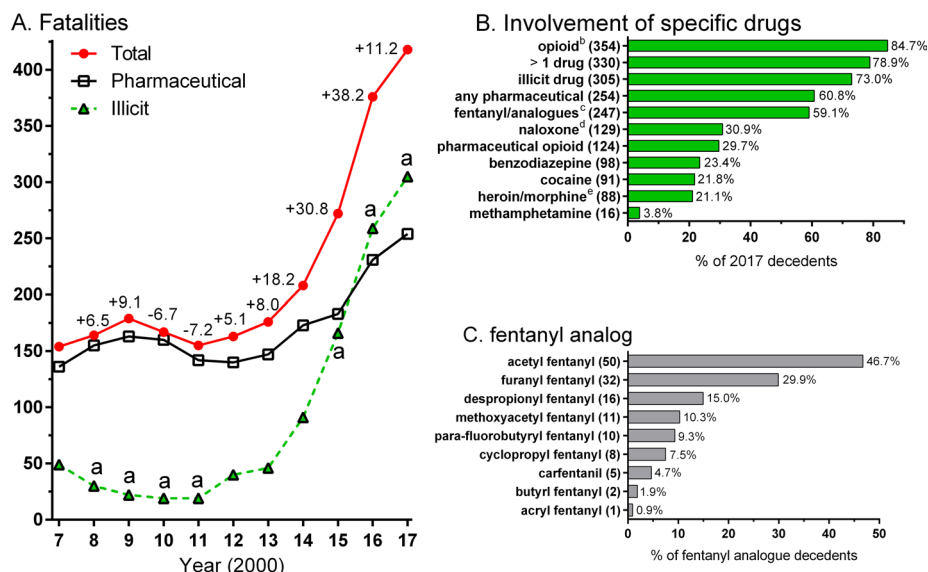 A. Fatalities
Total
Pharmaceutical
Illicit
400
350
300
250
200
150
100
50
0
+6.5
+9.1
-6.7
-7.2
+5.1
+8.0
+18.2
+30.8
+38.2
+11.2
a
a
a
a
a
a
a
7 8 9 10 11 12 13 14 15 16 17
Year (2000)
B. Involvement of specific drugs
opioidᵇ (354) 84.7%
> 1 drug (330) 78.9%
illicit drug (305) 73.0%
any pharmaceutical (254) 60.8%
fentanyl/analoguesᶜ (247) 59.1%
naloxoneᵈ (129) 30.9%
pharmaceutical opioid (124) 29.7%
benzodiazepine (98) 23.4%
cocaine (91) 21.8%
heroin/morphineᵉ (88) 21.1%
methamphetamine (16) 3.8%
0 20 40 60 80
% of 2017 decedents
C. fentanyl analog
acetyl fentanyl (50) 46.7%
furanyl fentanyl (32) 29.9%
despropionyl fentanyl (16) 15.0%
methoxyacetyl fentanyl (11) 10.3%
para-fluorobutyryl fentanyl (10) 9.3%
cyclopropyl fentanyl (8) 7.5%
carfentanil (5) 4.7%
butyryl fentanyl (2) 1.9%
acryl fentanyl (1) 0.9%
0 10 20 30 40 50
% of fentanyl analogue decedents